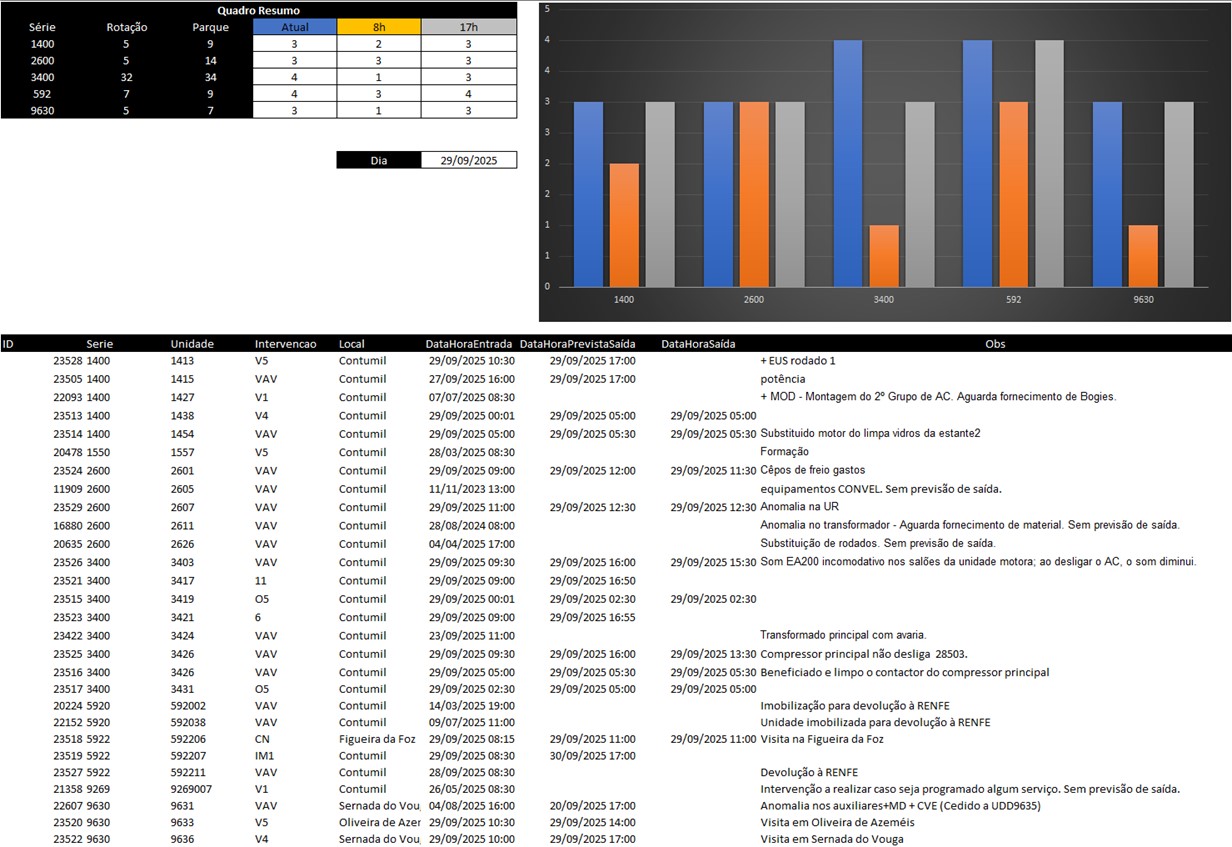 Quadro Resumo
Série Rotação Parque Atual 8h 17h
1400 5 9 3 2 3
2600 5 14 3 3 3
3400 32 34 4 1 3
592 7 9 4 3 4
9630 5 7 3 1 3
Dia 29/09/2025
5
4
4
3
3
2
2
1
1
0
1400 2600 3400 592 9630
ID Serie Unidade Intervencao Local DataHoraEntrada DataHoraPrevistaSaída DataHoraSaída Obs
23528 1400 1413 V5 Contumil 29/09/2025 10:30 29/09/2025 17:00 + EUS rodado 1
23505 1400 1415 VAV Contumil 27/09/2025 16:00 29/09/2025 17:00 potência
22093 1400 1427 V1 Contumil 07/07/2025 08:30 + MOD - Montagem do 2º Grupo de AC. Aguarda fornecimento de Bogies.
23513 1400 1438 V4 Contumil 29/09/2025 00:01 29/09/2025 05:00 29/09/2025 05:00
23514 1400 1454 VAV Contumil 29/09/2025 05:00 29/09/2025 05:30 29/09/2025 05:30 Substituido motor do limpa vidros da estante2
20478 1550 1557 V5 Contumil 28/03/2025 08:30 Formação
23524 2600 2601 VAV Contumil 29/09/2025 09:00 29/09/2025 12:00 29/09/2025 11:30 Cêpos de freio gastos
11909 2600 2605 VAV Contumil 11/11/2023 13:00 equipamentos CONVEL. Sem previsão de saída.
23529 2600 2607 VAV Contumil 29/09/2025 11:00 29/09/2025 12:30 29/09/2025 12:30 Anomalia na UR
16880 2600 2611 VAV Contumil 28/08/2024 08:00 Anomalia no transformador - Aguarda fornecimento de material. Sem previsão de saída.
20635 2600 2626 VAV Contumil 04/04/2025 17:00 Substituição de rodados. Sem previsão de saída.
23526 3400 3403 VAV Contumil 29/09/2025 09:30 29/09/2025 16:00 29/09/2025 15:30 Som EA200 incomodativo nos salões da unidade motora; ao desligar o AC, o som diminui.
23521 3400 3417 11 Contumil 29/09/2025 09:00 29/09/2025 16:50
23515 3400 3419 O5 Contumil 29/09/2025 00:01 29/09/2025 02:30 29/09/2025 02:30
23523 3400 3421 6 Contumil 29/09/2025 09:00 29/09/2025 16:55
23422 3400 3424 VAV Contumil 23/09/2025 11:00 Transformado principal com avaria.
23525 3400 3426 VAV Contumil 29/09/2025 09:30 29/09/2025 16:00 29/09/2025 13:30 Compressor principal não desliga 28503.
23516 3400 3426 VAV Contumil 29/09/2025 05:00 29/09/2025 05:30 29/09/2025 05:30 Beneficiado e limpo o contactor do compressor principal
23517 3400 3431 O5 Contumil 29/09/2025 02:30 29/09/2025 05:00 29/09/2025 05:00
20224 5920 592002 VAV Contumil 14/03/2025 19:00 Imobilização para devolução à RENFE
22152 5920 592038 VAV Contumil 09/07/2025 11:00 Unidade imobilizada para devolução à RENFE
23518 5922 592206 CN Figueira da Foz 29/09/2025 08:15 29/09/2025 11:00 29/09/2025 11:00 Visita na Figueira da Foz
23519 5922 592207 IM1 Contumil 29/09/2025 08:30 30/09/2025 17:00
23527 5922 592211 VAV Contumil 28/09/2025 08:30 Devolução à RENFE
21358 9269 9269007 V1 Contumil 26/05/2025 08:30 Intervenção a realizar caso seja programado algum serviço. Sem previsão de saída.
22607 9630 9631 VAV Sernada do Vou 04/08/2025 16:00 20/09/2025 17:00 Anomalia nos auxiliares+MD + CVE (Cedido a UDD9635)
23520 9630 9633 V5 Oliveira de Azer 29/09/2025 10:30 29/09/2025 14:00 Visita em Oliveira de Azeméis
23522 9630 9636 V4 Sernada do Vou 29/09/2025 10:00 29/09/2025 17:00 Visita em Sernada do Vouga